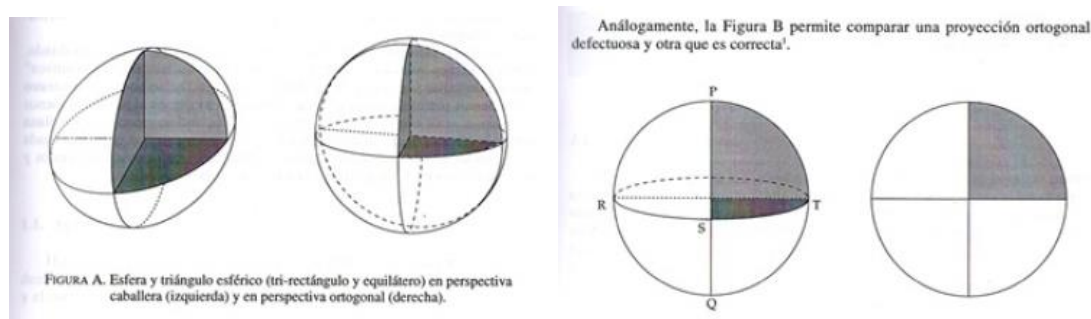 FIGURA A. Esfera y triángulo esférico (tri-rectángulo y equilátero) en perspectiva
caballera (izquierda) y en perspectiva ortogonal (derecha).
Análogamente, la Figura B permite comparar una proyección ortogonal
defectuosa y otra que es correcta¹.
P
R
T
S
Q